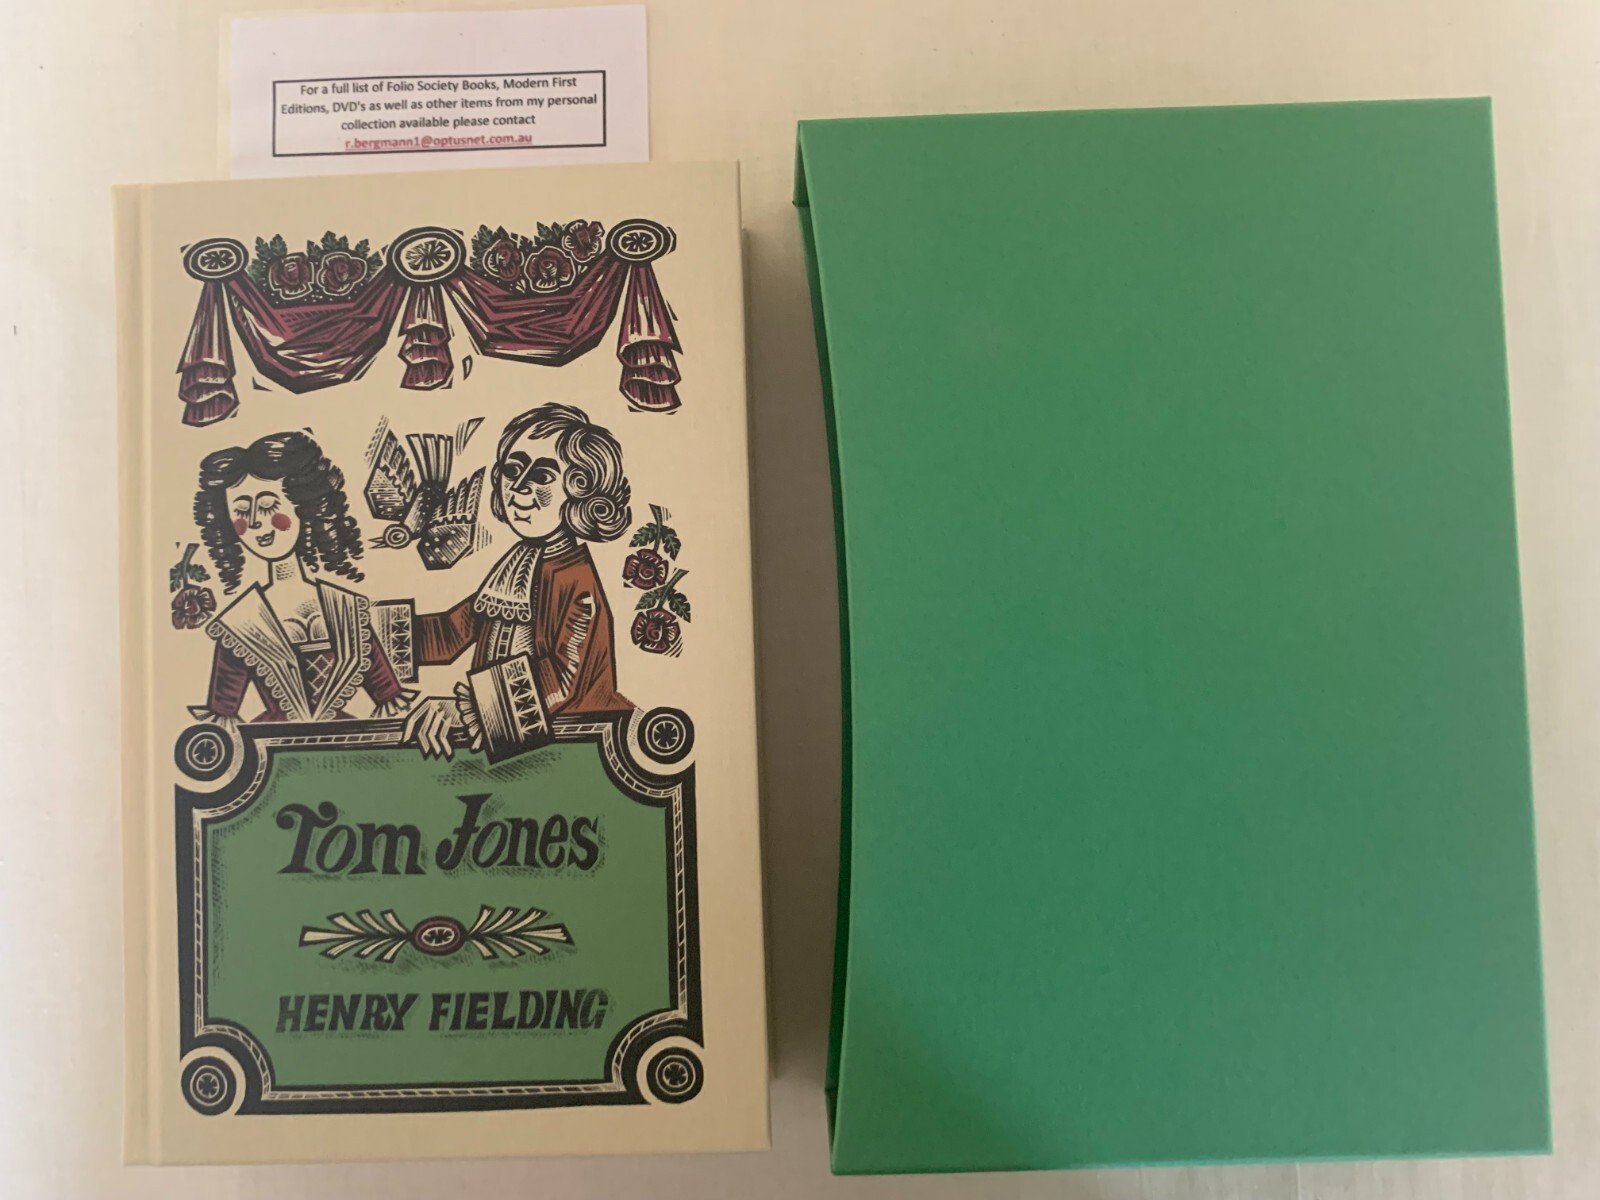 For a full list of Folio Society Books, Modern First
Editions, DVD's as well as other items from my personal
collection available please contact
r.bergmann1@optusnet.com.au
Tom Jones
HENRY FIELDING